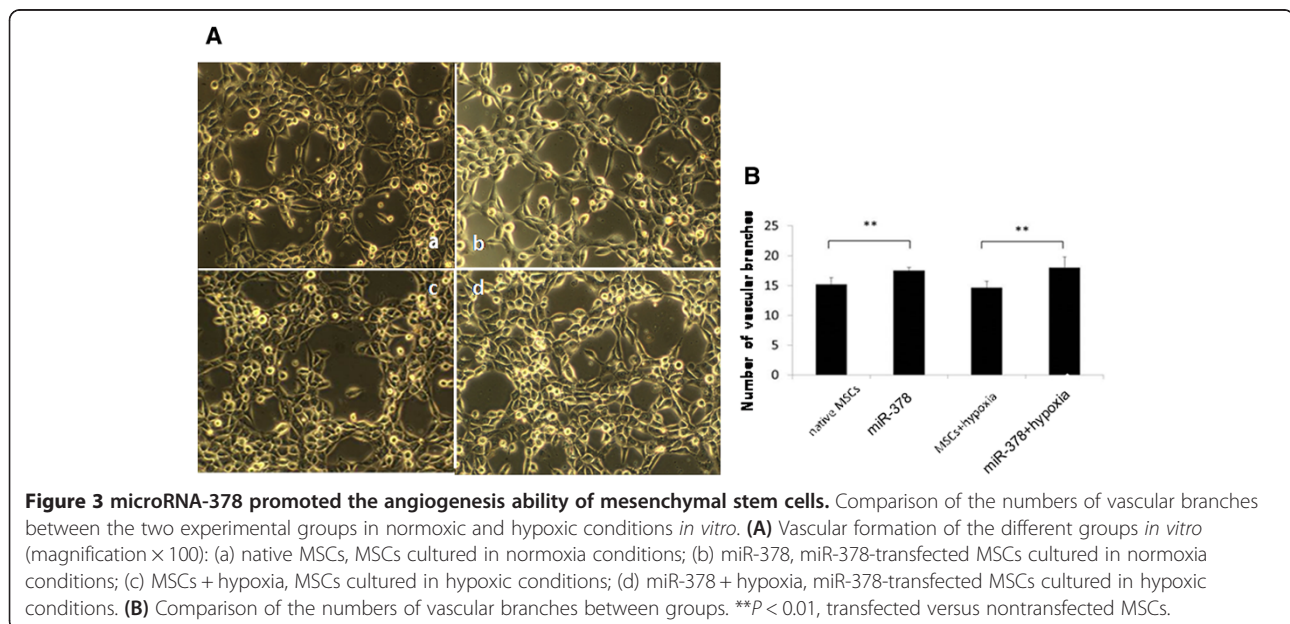 A
a
b
c
d
B
**
**
25
20
15
10
5
0
Number of vascular branches
native MSCs
miR-378
MSCs+hypoxia
miR-378+hypoxia
Figure 3 microRNA-378 promoted the angiogenesis ability of mesenchymal stem cells. Comparison of the numbers of vascular branches
between the two experimental groups in normoxic and hypoxic conditions in vitro. (A) Vascular formation of the different groups in vitro
(magnification × 100): (a) native MSCs, MSCs cultured in normoxia conditions; (b) miR-378, miR-378-transfected MSCs cultured in normoxia
conditions; (c) MSCs + hypoxia, MSCs cultured in hypoxic conditions; (d) miR-378 + hypoxia, miR-378-transfected MSCs cultured in hypoxic
conditions. (B) Comparison of the numbers of vascular branches between groups. **P < 0.01, transfected versus nontransfected MSCs.